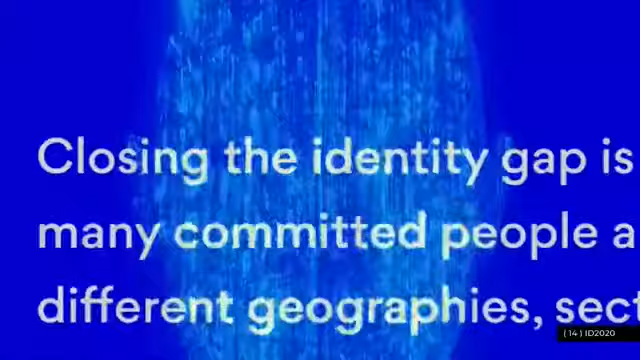 Closing the identity gap is
many committed people a
different geographies, sect
( 14 ) ID2020